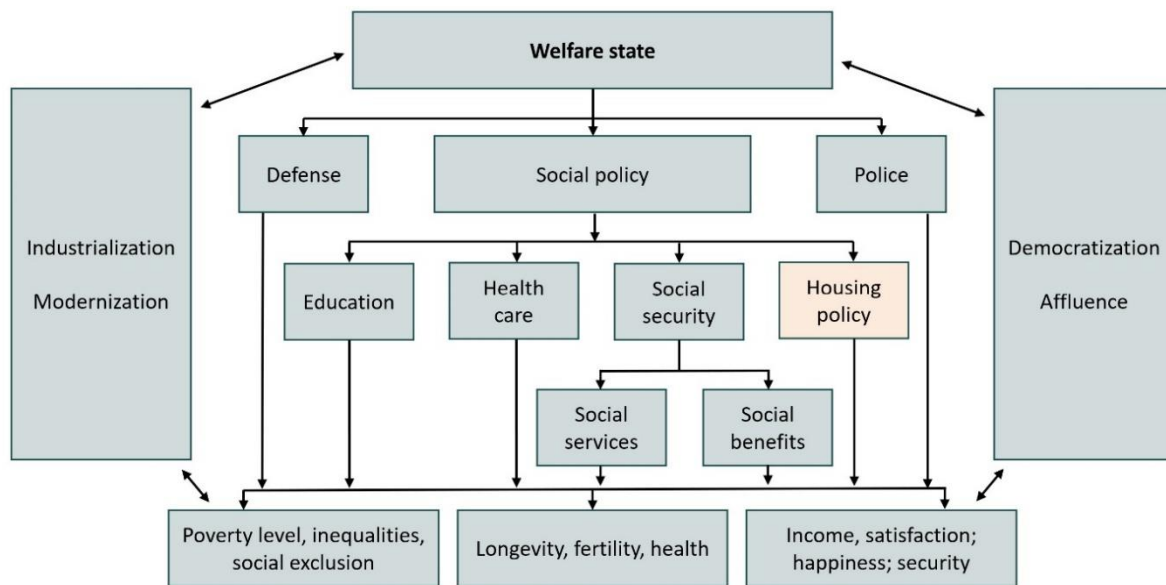 Welfare state
Defense
Social policy
Police
Industrialization
Modernization
Democratization
Affluence
Education
Health
care
Social
security
Housing
policy
Social
services
Social
benefits
Poverty level, inequalities,
social exclusion
Longevity, fertility, health
Income, satisfaction;
happiness; security